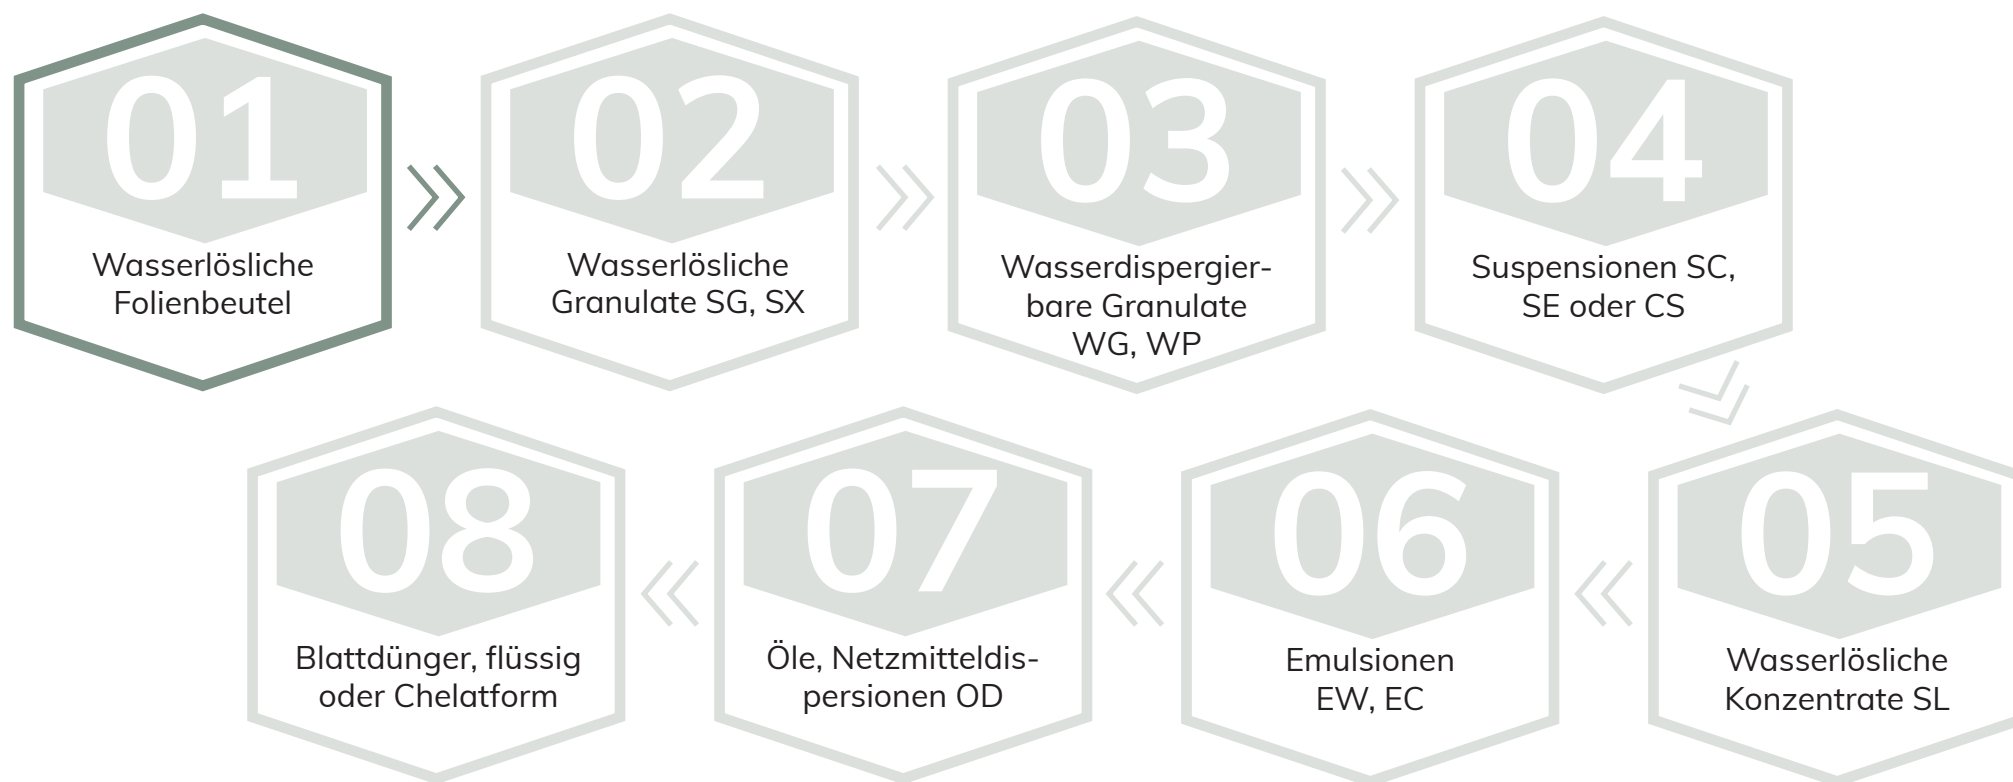 01
Wasserlösliche
Folienbeutel
02
Wasserlösliche
Granulate SG, SX
03
Wasserdispergier-
bare Granulate
WG, WP
04
Suspensionen SC,
SE oder CS
05
Wasserlösliche
Konzentrate SL
06
Emulsionen
EW, EC
07
Öle, Netzmitteldis-
persionen OD
08
Blattdünger, flüssig
oder Chelatform